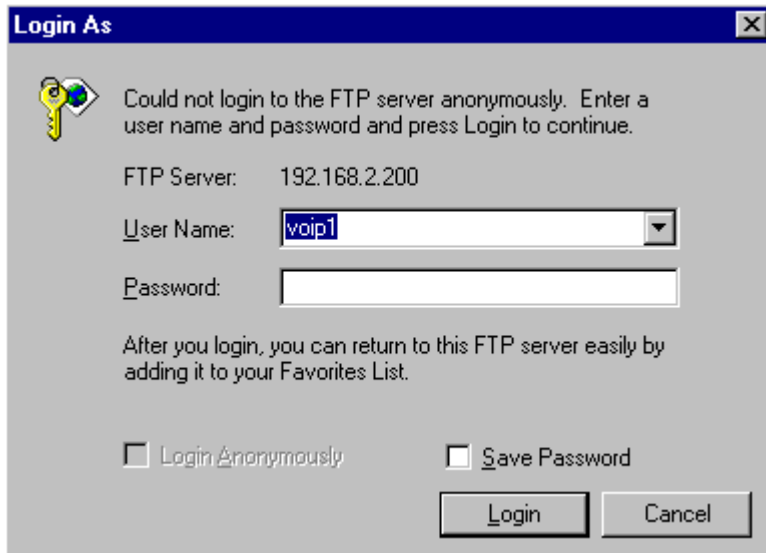 Login As
Could not login to the FTP server anonymously.  Enter a
user name and password and press Login to continue.
FTP Server: 192.168.2.200
User Name: voip1
Password:
After you login, you can return to this FTP server easily by
adding it to your Favorites List.
Login Anonymously Save Password
Login Cancel